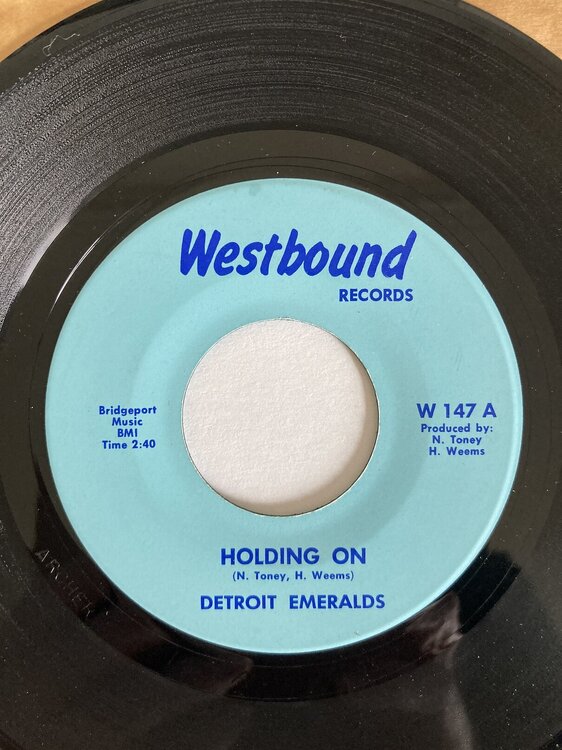 Westbound
RECORDS
Bridgeport
Music
BMI
Time 2:40
W 147 A
Produced by:
N. Toney
H. Weems
HOLDING ON
(N. Toney, H. Weems)
DETROIT EMERALDS
ARCHER